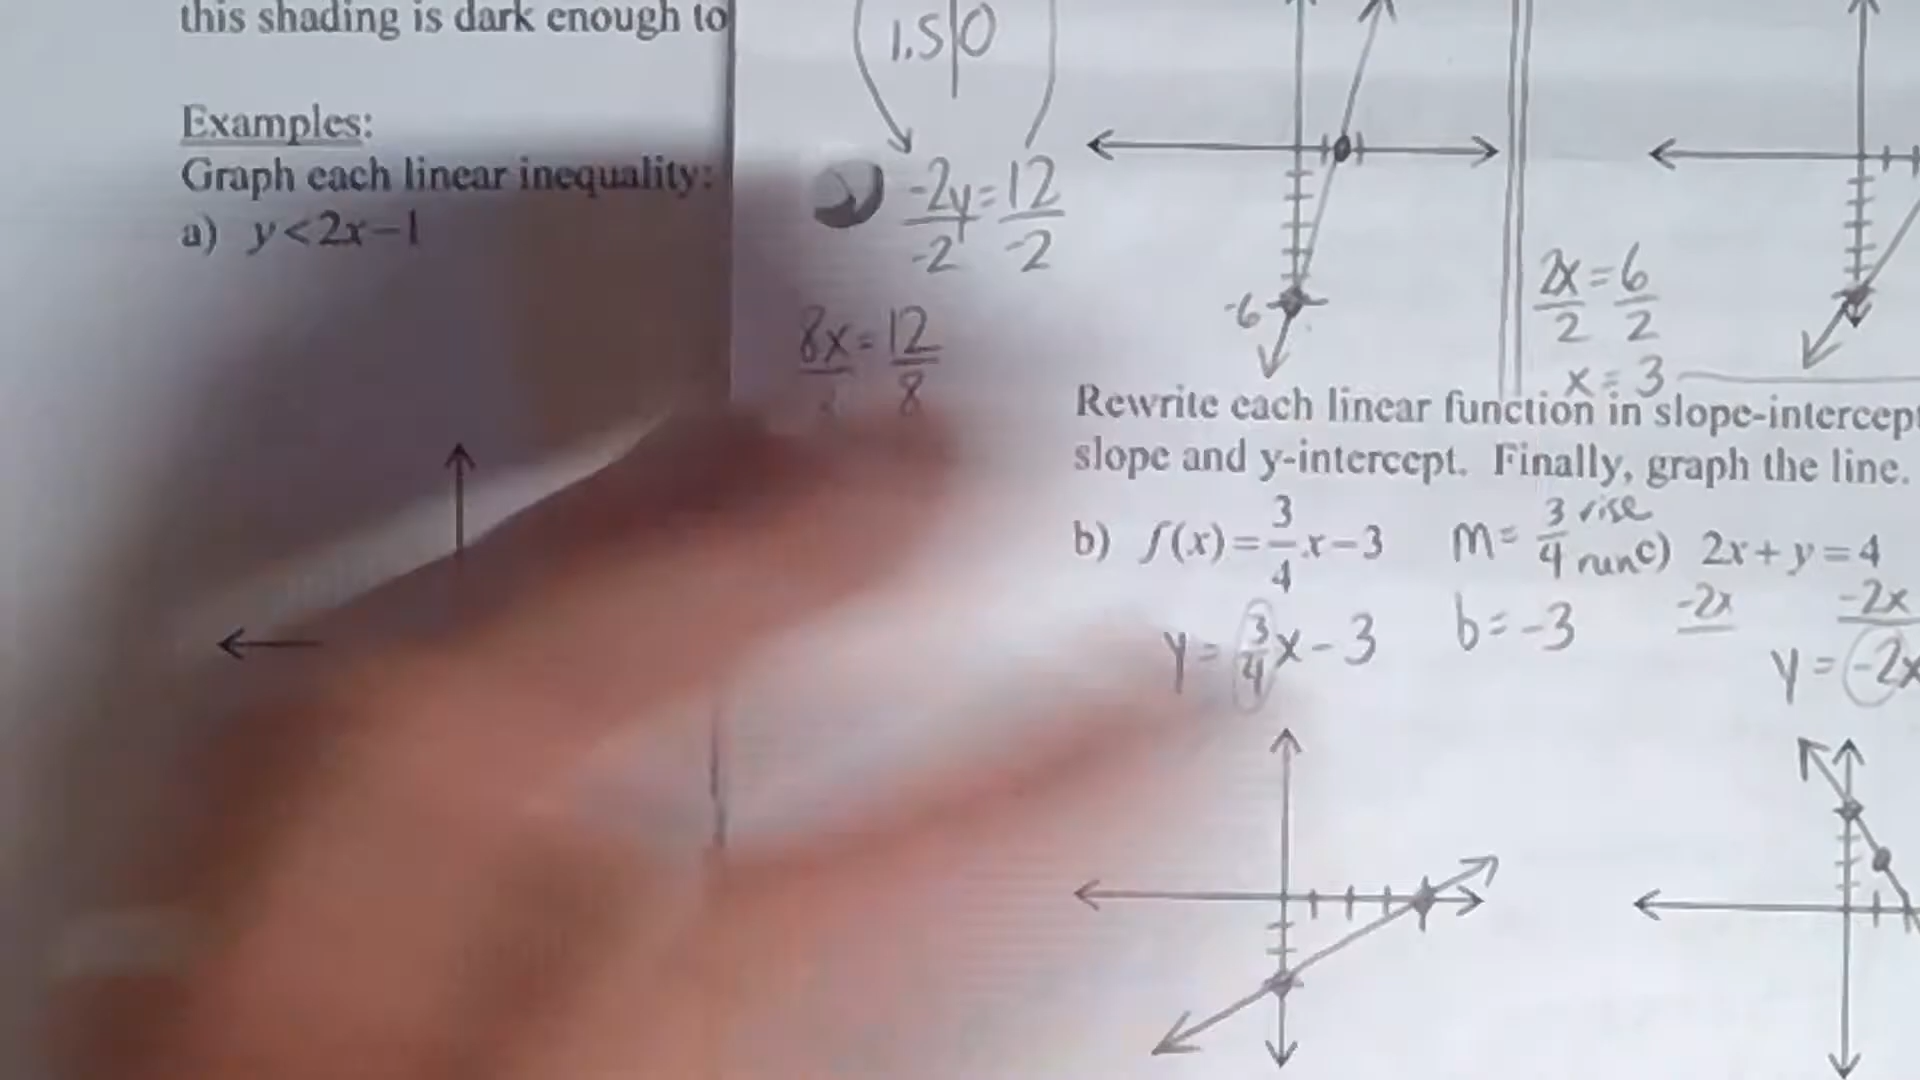 this shading is dark enough to
Examples:
Graph each linear inequality:
a) y<2x-1
1.5|0
-2y=12
-2 -2
8x=12
8
-6
2x=6
2 2
x=3
Rewrite each linear function in slope-intercept
slope and y-intercept. Finally, graph the line.
b) f(x)=3/4x-3 m=3/4 rise run
y=3/4x-3 b=-3
c) 2x+y=4
-2x -2x
y=-2x